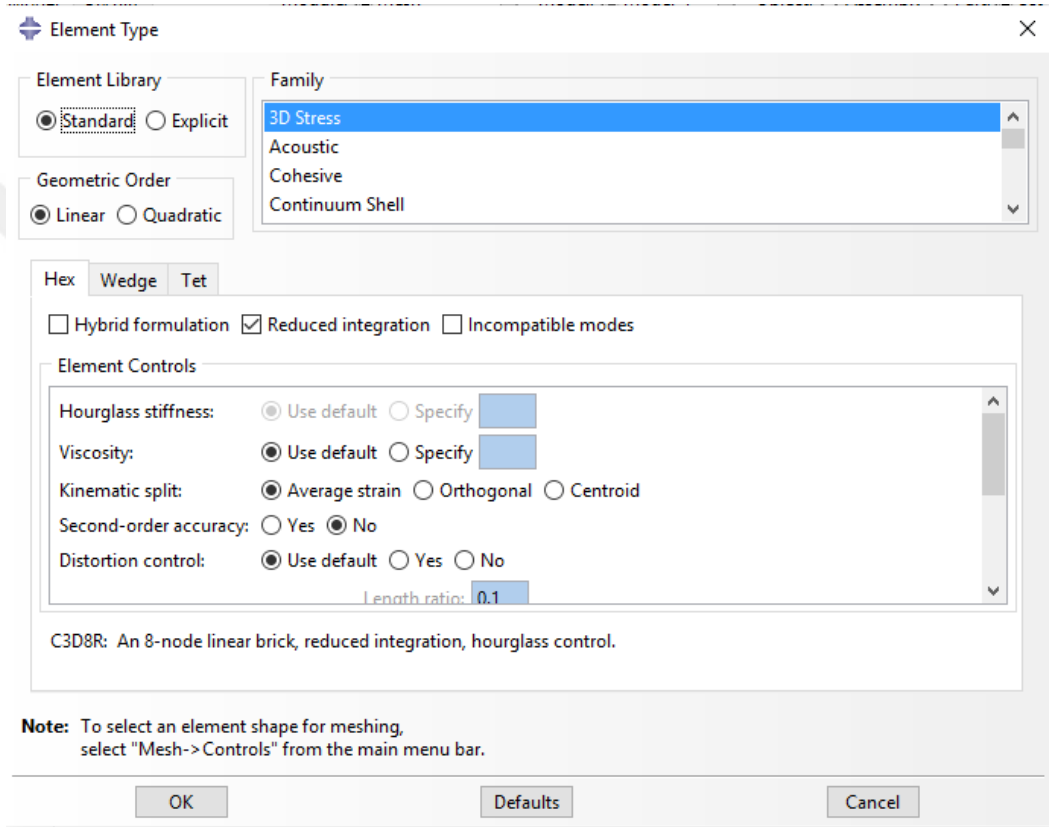 Element Type
Element Library
Standard Explicit
Geometric Order
Linear Quadratic
Family
3D Stress
Acoustic
Cohesive
Continuum Shell
Hex Wedge Tet
Hybrid formulation Reduced integration Incompatible modes
Element Controls
Hourglass stiffness: Use default Specify
Viscosity: Use default Specify
Kinematic split: Average strain Orthogonal Centroid
Second-order accuracy: Yes No
Distortion control: Use default Yes No
Length ratio: 0.1
C3D8R: An 8-node linear brick, reduced integration, hourglass control.
Note: To select an element shape for meshing,
select "Mesh->Controls" from the main menu bar.
OK Defaults Cancel